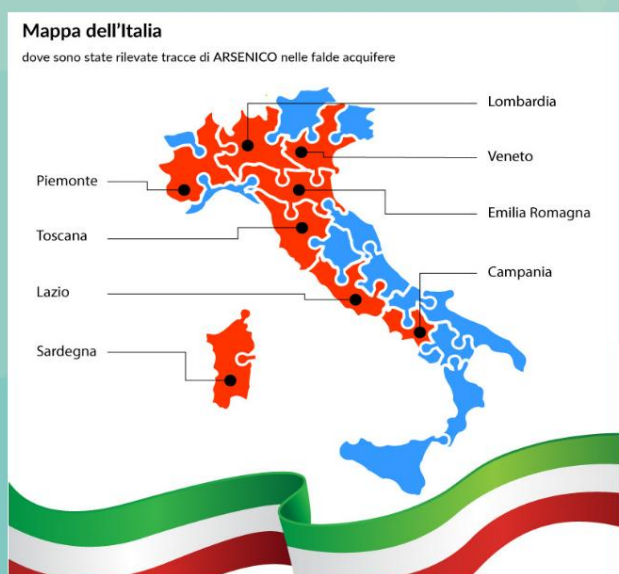 Mappa dell'Italia
dove sono state rilevate tracce di ARSENICO nelle falde acquifere
Lombardia
Veneto
Piemonte
Emilia Romagna
Toscana
Campania
Lazio
Sardegna